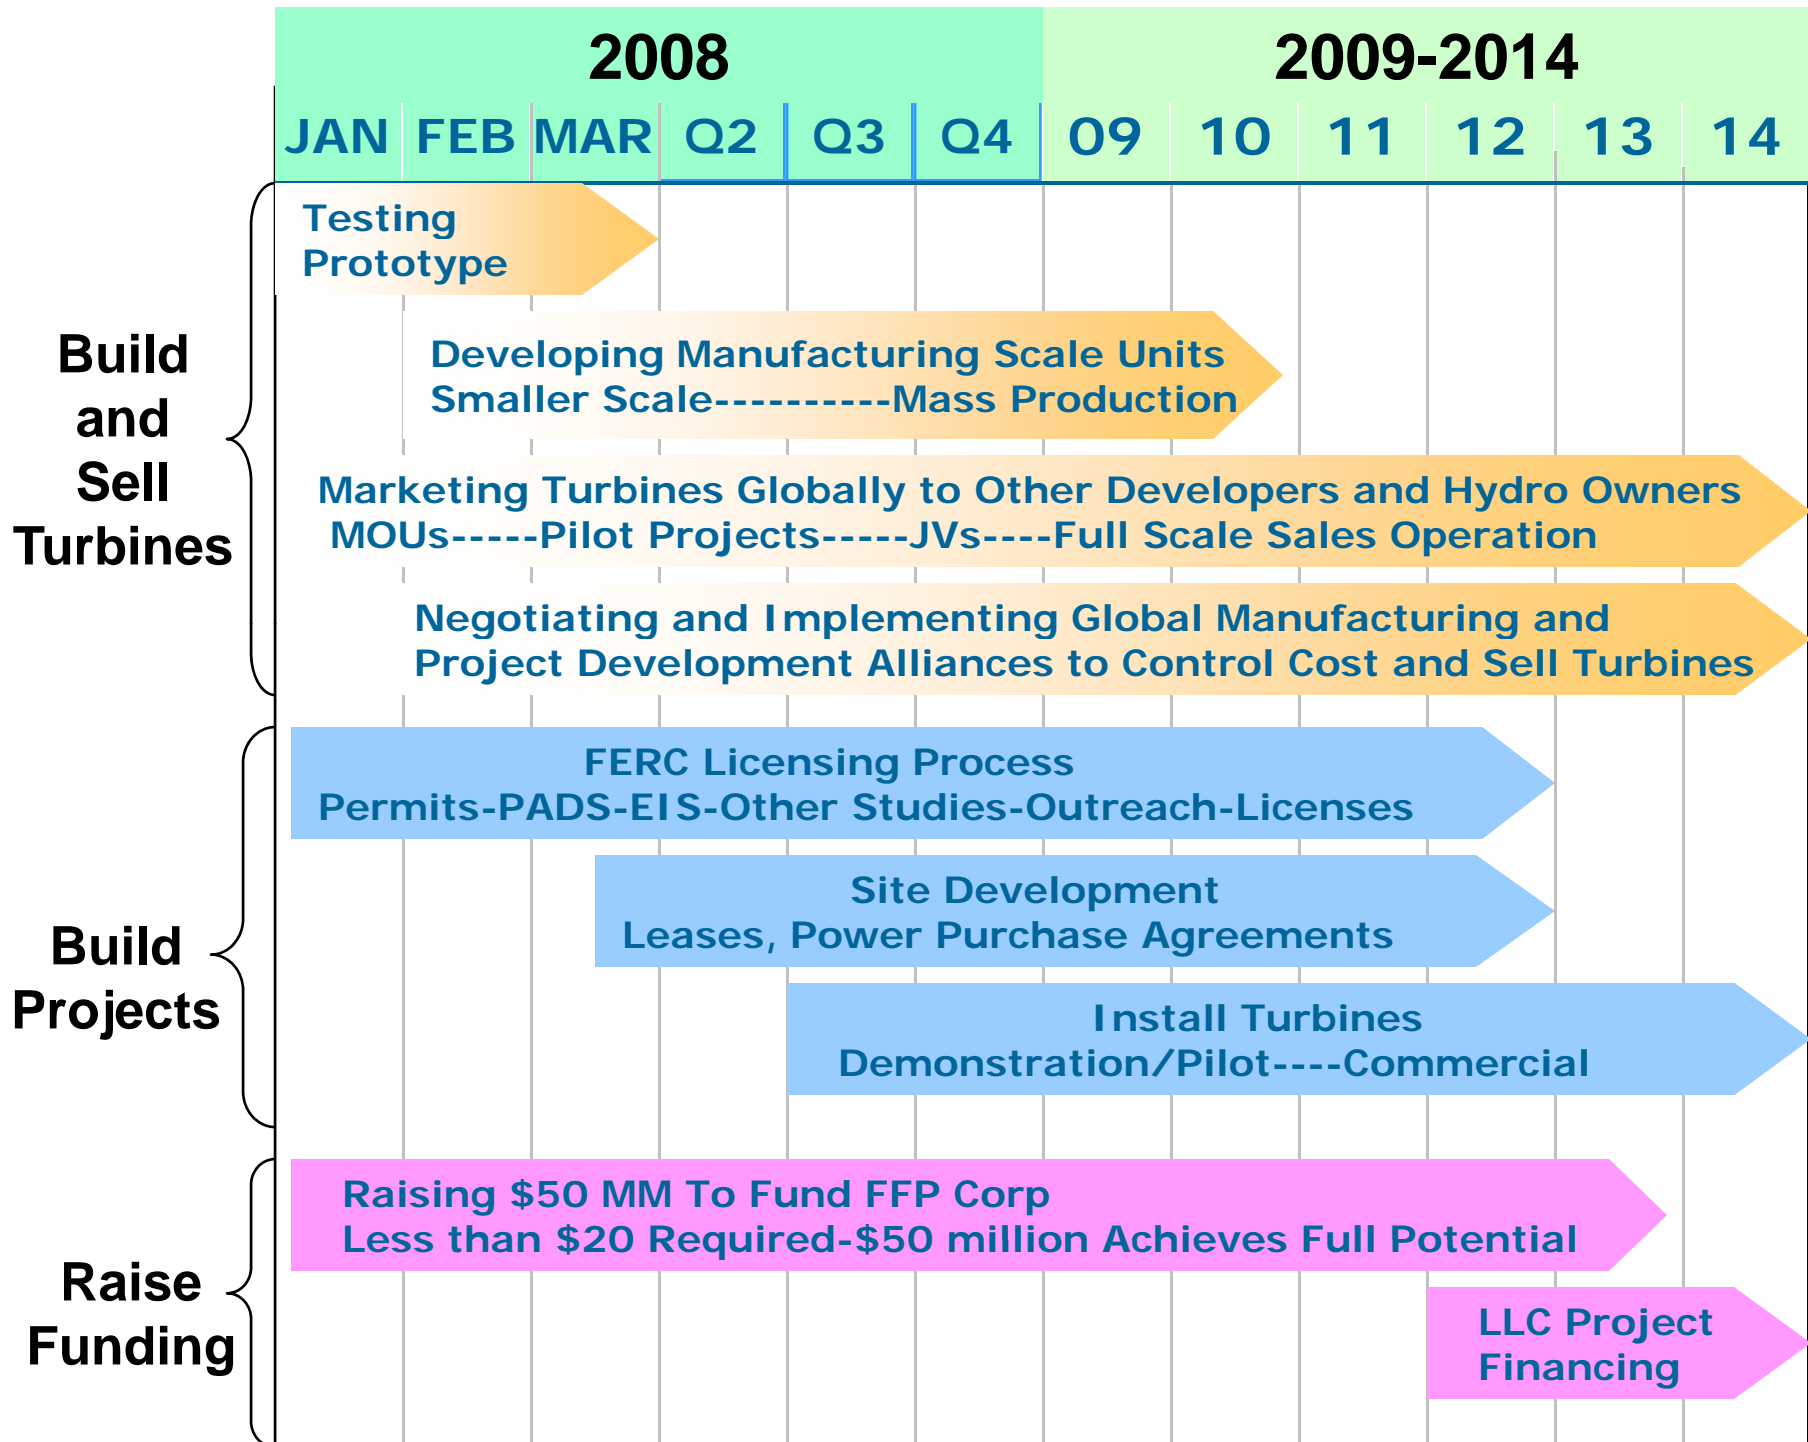 2008
2009-2014
JAN FEB MAR Q2 Q3 Q4 09 10 11 12 13 14
Build
and
Sell
Turbines
Testing
Prototype
Developing Manufacturing Scale Units
Smaller Scale----------Mass Production
Marketing Turbines Globally to Other Developers and Hydro Owners
MOUs-----Pilot Projects-----JVs----Full Scale Sales Operation
Negotiating and Implementing Global Manufacturing and
Project Development Alliances to Control Cost and Sell Turbines
Build
Projects
FERC Licensing Process
Permits-PADS-EIS-Other Studies-Outreach-Licenses
Site Development
Leases, Power Purchase Agreements
Install Turbines
Demonstration/Pilot----Commercial
Raise
Funding
Raising $50 MM To Fund FFP Corp
Less than $20 Required-$50 million Achieves Full Potential
LLC Project
Financing